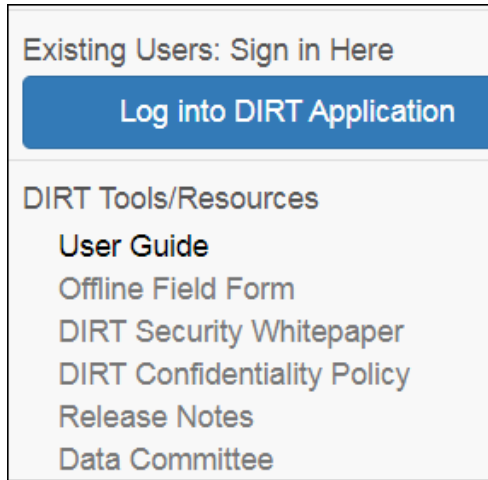 Existing Users: Sign in Here
Log into DIRT Application
DIRT Tools/Resources
User Guide
Offline Field Form
DIRT Security Whitepaper
DIRT Confidentiality Policy
Release Notes
Data Committee